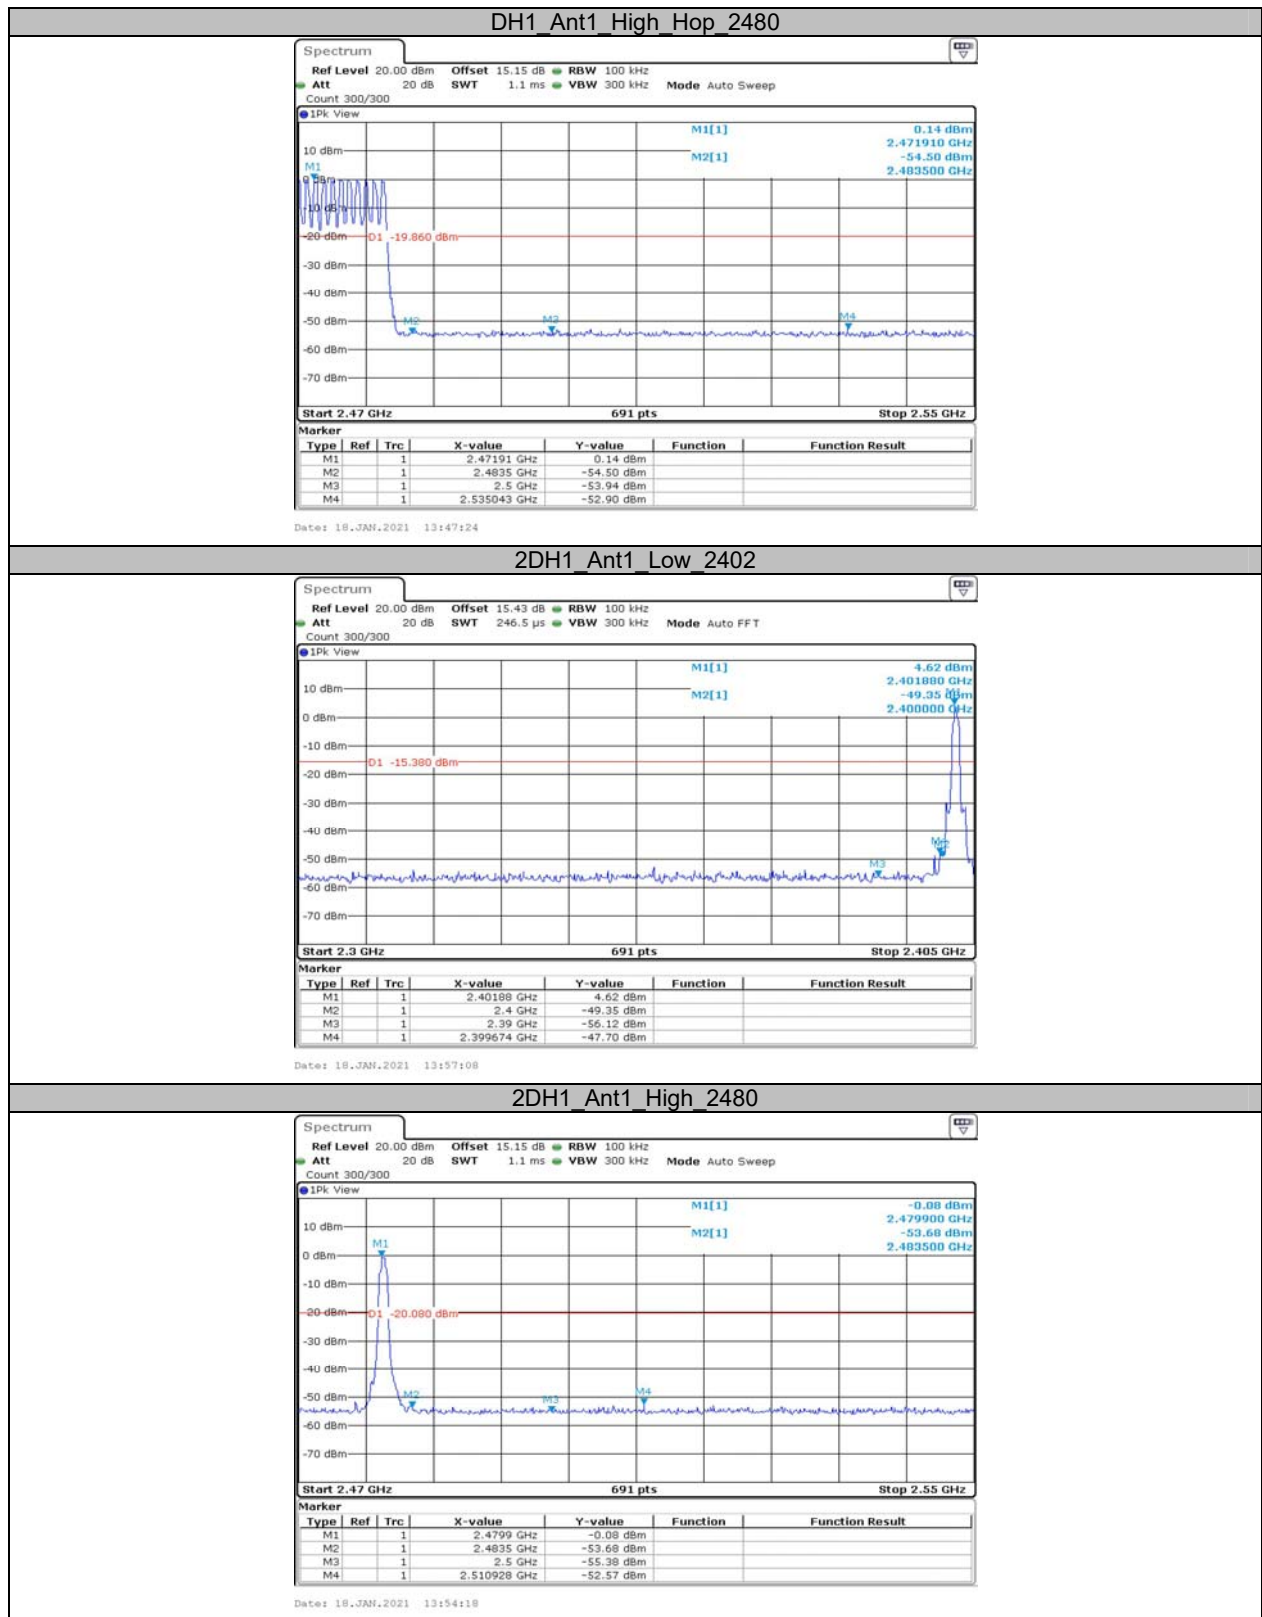 DH1_Ant1_High_Hop_2480
Spectrum
Ref Level 20.00 dBm Offset 15.15 dB RBW 100 kHz
Att 20 dB SWT 1.1 ms VBW 300 kHz Mode Auto Sweep
Count 300/300
1Pk View
M1[1] 0.14 dBm
2.471910 GHz
10 dBm
M2[1] -54.50 dBm
2.483500 GHz
M1
0 dBm
-10 dBm
-20 dBm D1 -19.860 dBm
-30 dBm
-40 dBm
-50 dBm M2 M3 M4
-60 dBm
-70 dBm
Start 2.47 GHz 691 pts Stop 2.55 GHz
Marker
Type Ref Trc X-value Y-value Function Function Result
M1 1 2.47191 GHz 0.14 dBm
M2 1 2.4835 GHz -54.50 dBm
M3 1 2.5 GHz -53.94 dBm
M4 1 2.535043 GHz -52.90 dBm
Date: 18.JAN.2021 13:47:24
2DH1_Ant1_Low_2402
Spectrum
Ref Level 20.00 dBm Offset 15.43 dB RBW 100 kHz
Att 20 dB SWT 246.5 µs VBW 300 kHz Mode Auto FFT
Count 300/300
1Pk View
M1[1] 4.62 dBm
2.401880 GHz
10 dBm
M2[1] -49.35 dBm
2.400000 GHz
0 dBm
-10 dBm
D1 -15.380 dBm
-20 dBm
-30 dBm
-40 dBm
-50 dBm M3
-60 dBm
-70 dBm
Start 2.3 GHz 691 pts Stop 2.405 GHz
Marker
Type Ref Trc X-value Y-value Function Function Result
M1 1 2.40188 GHz 4.62 dBm
M2 1 2.4 GHz -49.35 dBm
M3 1 2.39 GHz -56.12 dBm
M4 1 2.399674 GHz -47.70 dBm
Date: 18.JAN.2021 13:57:08
2DH1_Ant1_High_2480
Spectrum
Ref Level 20.00 dBm Offset 15.15 dB RBW 100 kHz
Att 20 dB SWT 1.1 ms VBW 300 kHz Mode Auto Sweep
Count 300/300
1Pk View
M1[1] -0.08 dBm
2.479900 GHz
10 dBm
M2[1] -53.68 dBm
2.483500 GHz
M1
0 dBm
-10 dBm
-20 dBm D1 -20.080 dBm
-30 dBm
-40 dBm
-50 dBm M2 M3 M4
-60 dBm
-70 dBm
Start 2.47 GHz 691 pts Stop 2.55 GHz
Marker
Type Ref Trc X-value Y-value Function Function Result
M1 1 2.4799 GHz -0.08 dBm
M2 1 2.4835 GHz -53.68 dBm
M3 1 2.5 GHz -55.38 dBm
M4 1 2.510928 GHz -52.57 dBm
Date: 18.JAN.2021 13:54:18